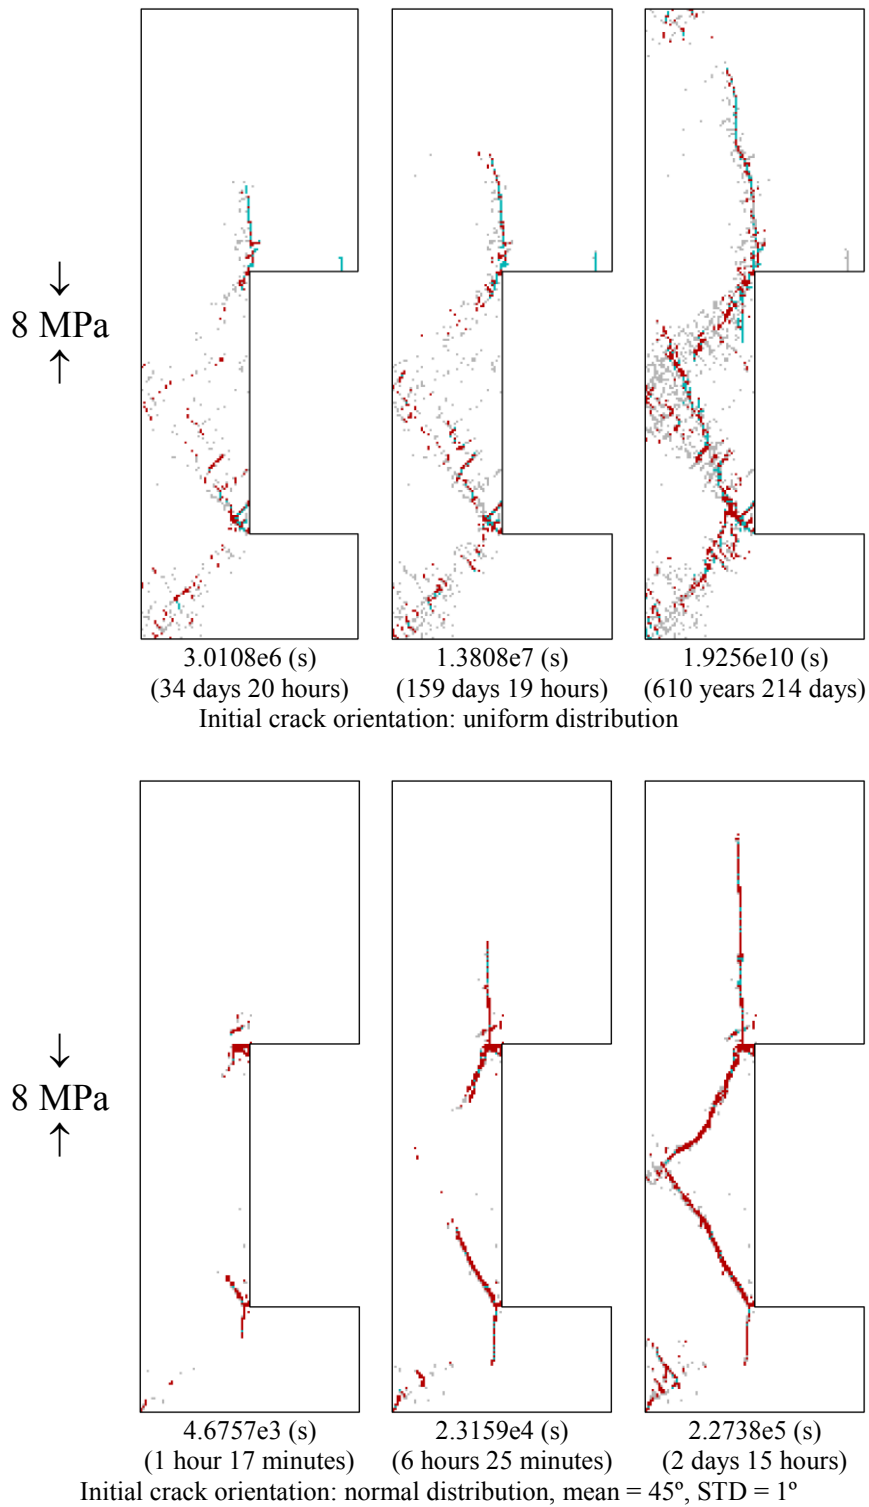 ↓
8 MPa
↑
3.0108e6 (s) 1.3808e7 (s) 1.9256e10 (s)
(34 days 20 hours) (159 days 19 hours) (610 years 214 days)
Initial crack orientation: uniform distribution
↓
8 MPa
↑
4.6757e3 (s) 2.3159e4 (s) 2.2738e5 (s)
(1 hour 17 minutes) (6 hours 25 minutes) (2 days 15 hours)
Initial crack orientation: normal distribution, mean = 45º, STD = 1º